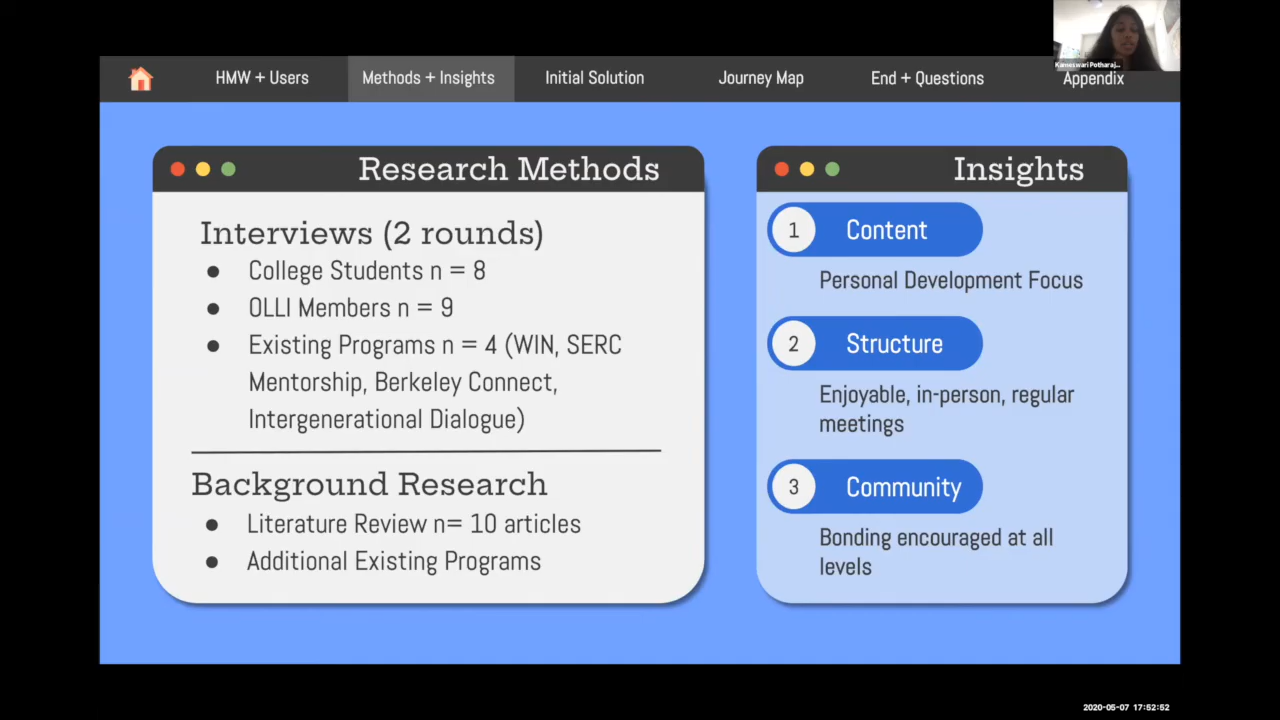 Kameswari Potharaj...
HMW + Users
Methods + Insights
Initial Solution
Journey Map
End + Questions
Appendix
Research Methods
Interviews (2 rounds)
● College Students n = 8
● OLLI Members n = 9
● Existing Programs n = 4 (WIN, SERC
Mentorship, Berkeley Connect,
Intergenerational Dialogue)
Background Research
● Literature Review n= 10 articles
● Additional Existing Programs
Insights
1 Content
Personal Development Focus
2 Structure
Enjoyable, in-person, regular
meetings
3 Community
Bonding encouraged at all
levels
2020-05-07 17:52:52